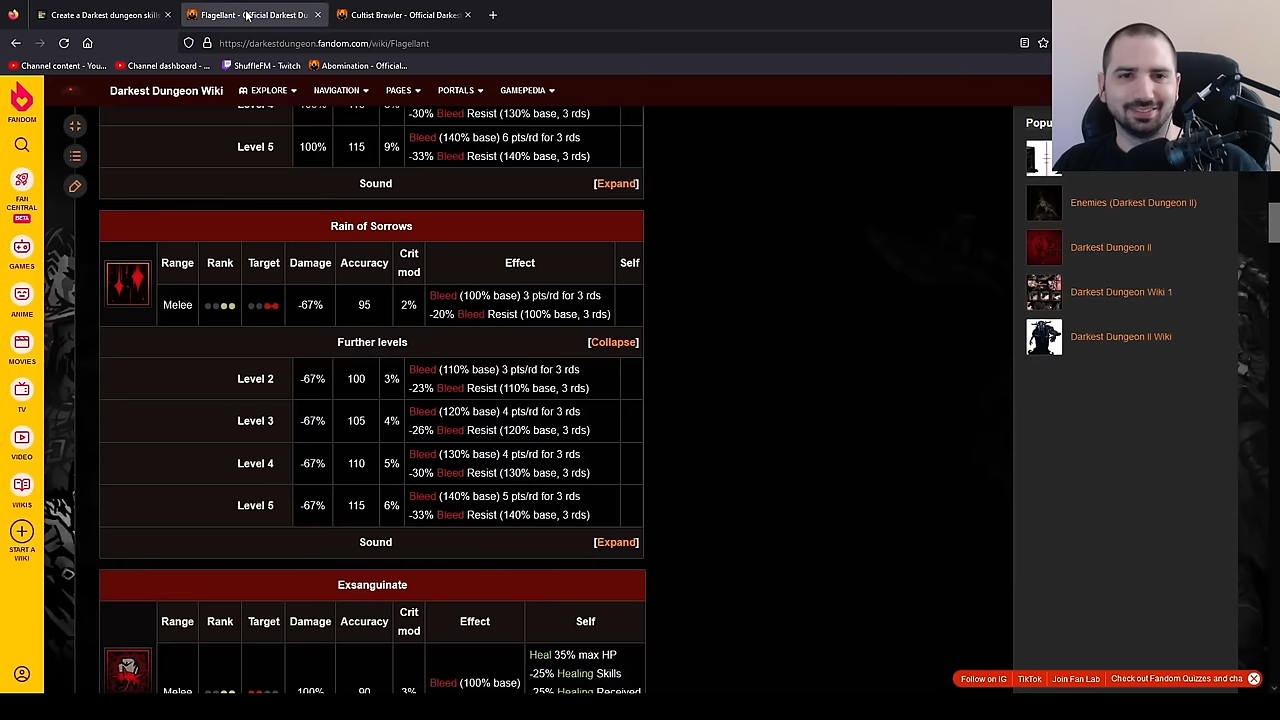 Create a Darkest dungeon skills
Flagellant - Official Darkest Du
Cultist Brawler - Official Darkes
https://darkestdungeon.fandom.com/wiki/Flagellant
Channel content - You...
Channel dashboard - ...
ShuffleFM - Twitch
Abomination - Official...
FANDOM
FAN CENTRAL
BETA
GAMES
ANIME
MOVIES
TV
VIDEO
WIKIS
START A WIKI
Darkest Dungeon Wiki
EXPLORE
NAVIGATION
PAGES
PORTALS
GAMEPEDIA
-30% Bleed Resist (130% base, 3 rds)
Level 5 100% 115 9% Bleed (140% base) 6 pts/rd for 3 rds
-33% Bleed Resist (140% base, 3 rds)
Sound [Expand]
Rain of Sorrows
Range Rank Target Damage Accuracy Crit mod Effect Self
Melee -67% 95 2% Bleed (100% base) 3 pts/rd for 3 rds
-20% Bleed Resist (100% base, 3 rds)
Further levels [Collapse]
Level 2 -67% 100 3% Bleed (110% base) 3 pts/rd for 3 rds
-23% Bleed Resist (110% base, 3 rds)
Level 3 -67% 105 4% Bleed (120% base) 4 pts/rd for 3 rds
-26% Bleed Resist (120% base, 3 rds)
Level 4 -67% 110 5% Bleed (130% base) 4 pts/rd for 3 rds
-30% Bleed Resist (130% base, 3 rds)
Level 5 -67% 115 6% Bleed (140% base) 5 pts/rd for 3 rds
-33% Bleed Resist (140% base, 3 rds)
Sound [Expand]
Exsanguinate
Range Rank Target Damage Accuracy Crit mod Effect Self
Melee 100% 90 3% Bleed (100% base)
Heal 35% max HP
-25% Healing Skills
-25% Healing Received
Popu
Enemies (Darkest Dungeon II)
Darkest Dungeon II
Darkest Dungeon Wiki 1
Darkest Dungeon II Wiki
Follow on IG
TikTok
Join Fan Lab
Check out Fandom Quizzes and cha